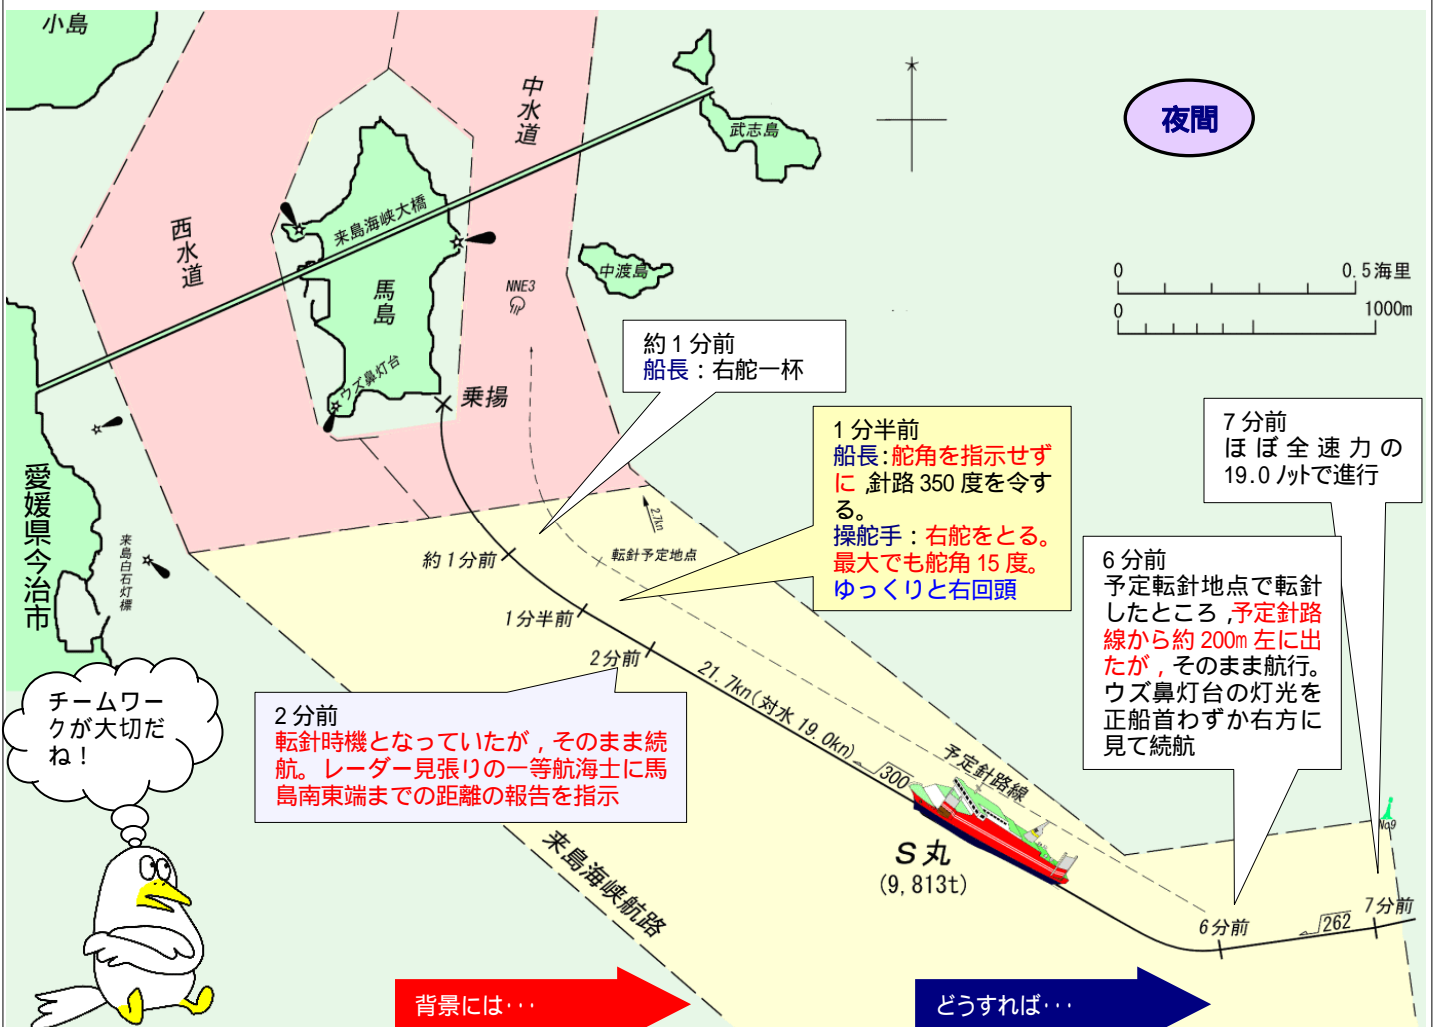 小島
中水道
武志島
夜間
西水道
来島海峡大橋
馬島
中渡島
NNE3
0
0.5海里
0
1000m
ウズ鼻灯台
乗揚
約1分前
船長：右舵一杯
1分半前
船長：舵角を指示せず
に，針路350度を令す
る。
操舵手：右舵をとる。
最大でも舵角15度。
ゆっくりと右回頭
7分前
ほぼ全速力の
19.0ﾉｯﾄで進行
6分前
予定転針地点で転針
したところ，予定針路
線から約200m左に出
たが，そのまま航行。
ウズ鼻灯台の灯光を
正船首わずか右方に
見て続航
愛媛県今治市
来島白石灯標
2.7kn
転針予定地点
約1分前
1分半前
2分前
21.7kn(対水19.0kn)
300
予定針路線
チームワー
クが大切だ
ね！
2分前
転針時機となっていたが，そのまま続
航。レーダー見張りの一等航海士に馬
島南東端までの距離の報告を指示
S丸
(9,813t)
No9
来島海峡航路
6分前
262
7分前
背景には･･･
どうすれば･･･